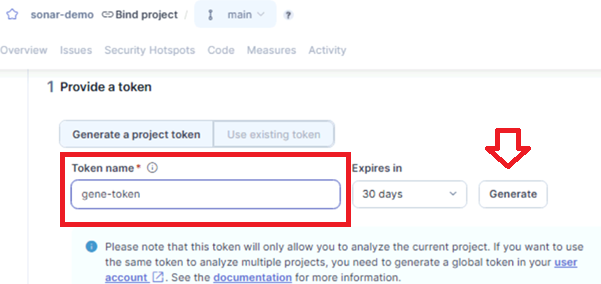 sonar-demo Bind project / main ?
Overview Issues Security Hotspots Code Measures Activity
1 Provide a token
Generate a project token Use existing token
Token name * Expires in
gene-token 30 days Generate
Please note that this token will only allow you to analyze the current project. If you want to use
the same token to analyze multiple projects, you need to generate a global token in your user
account. See the documentation for more information.